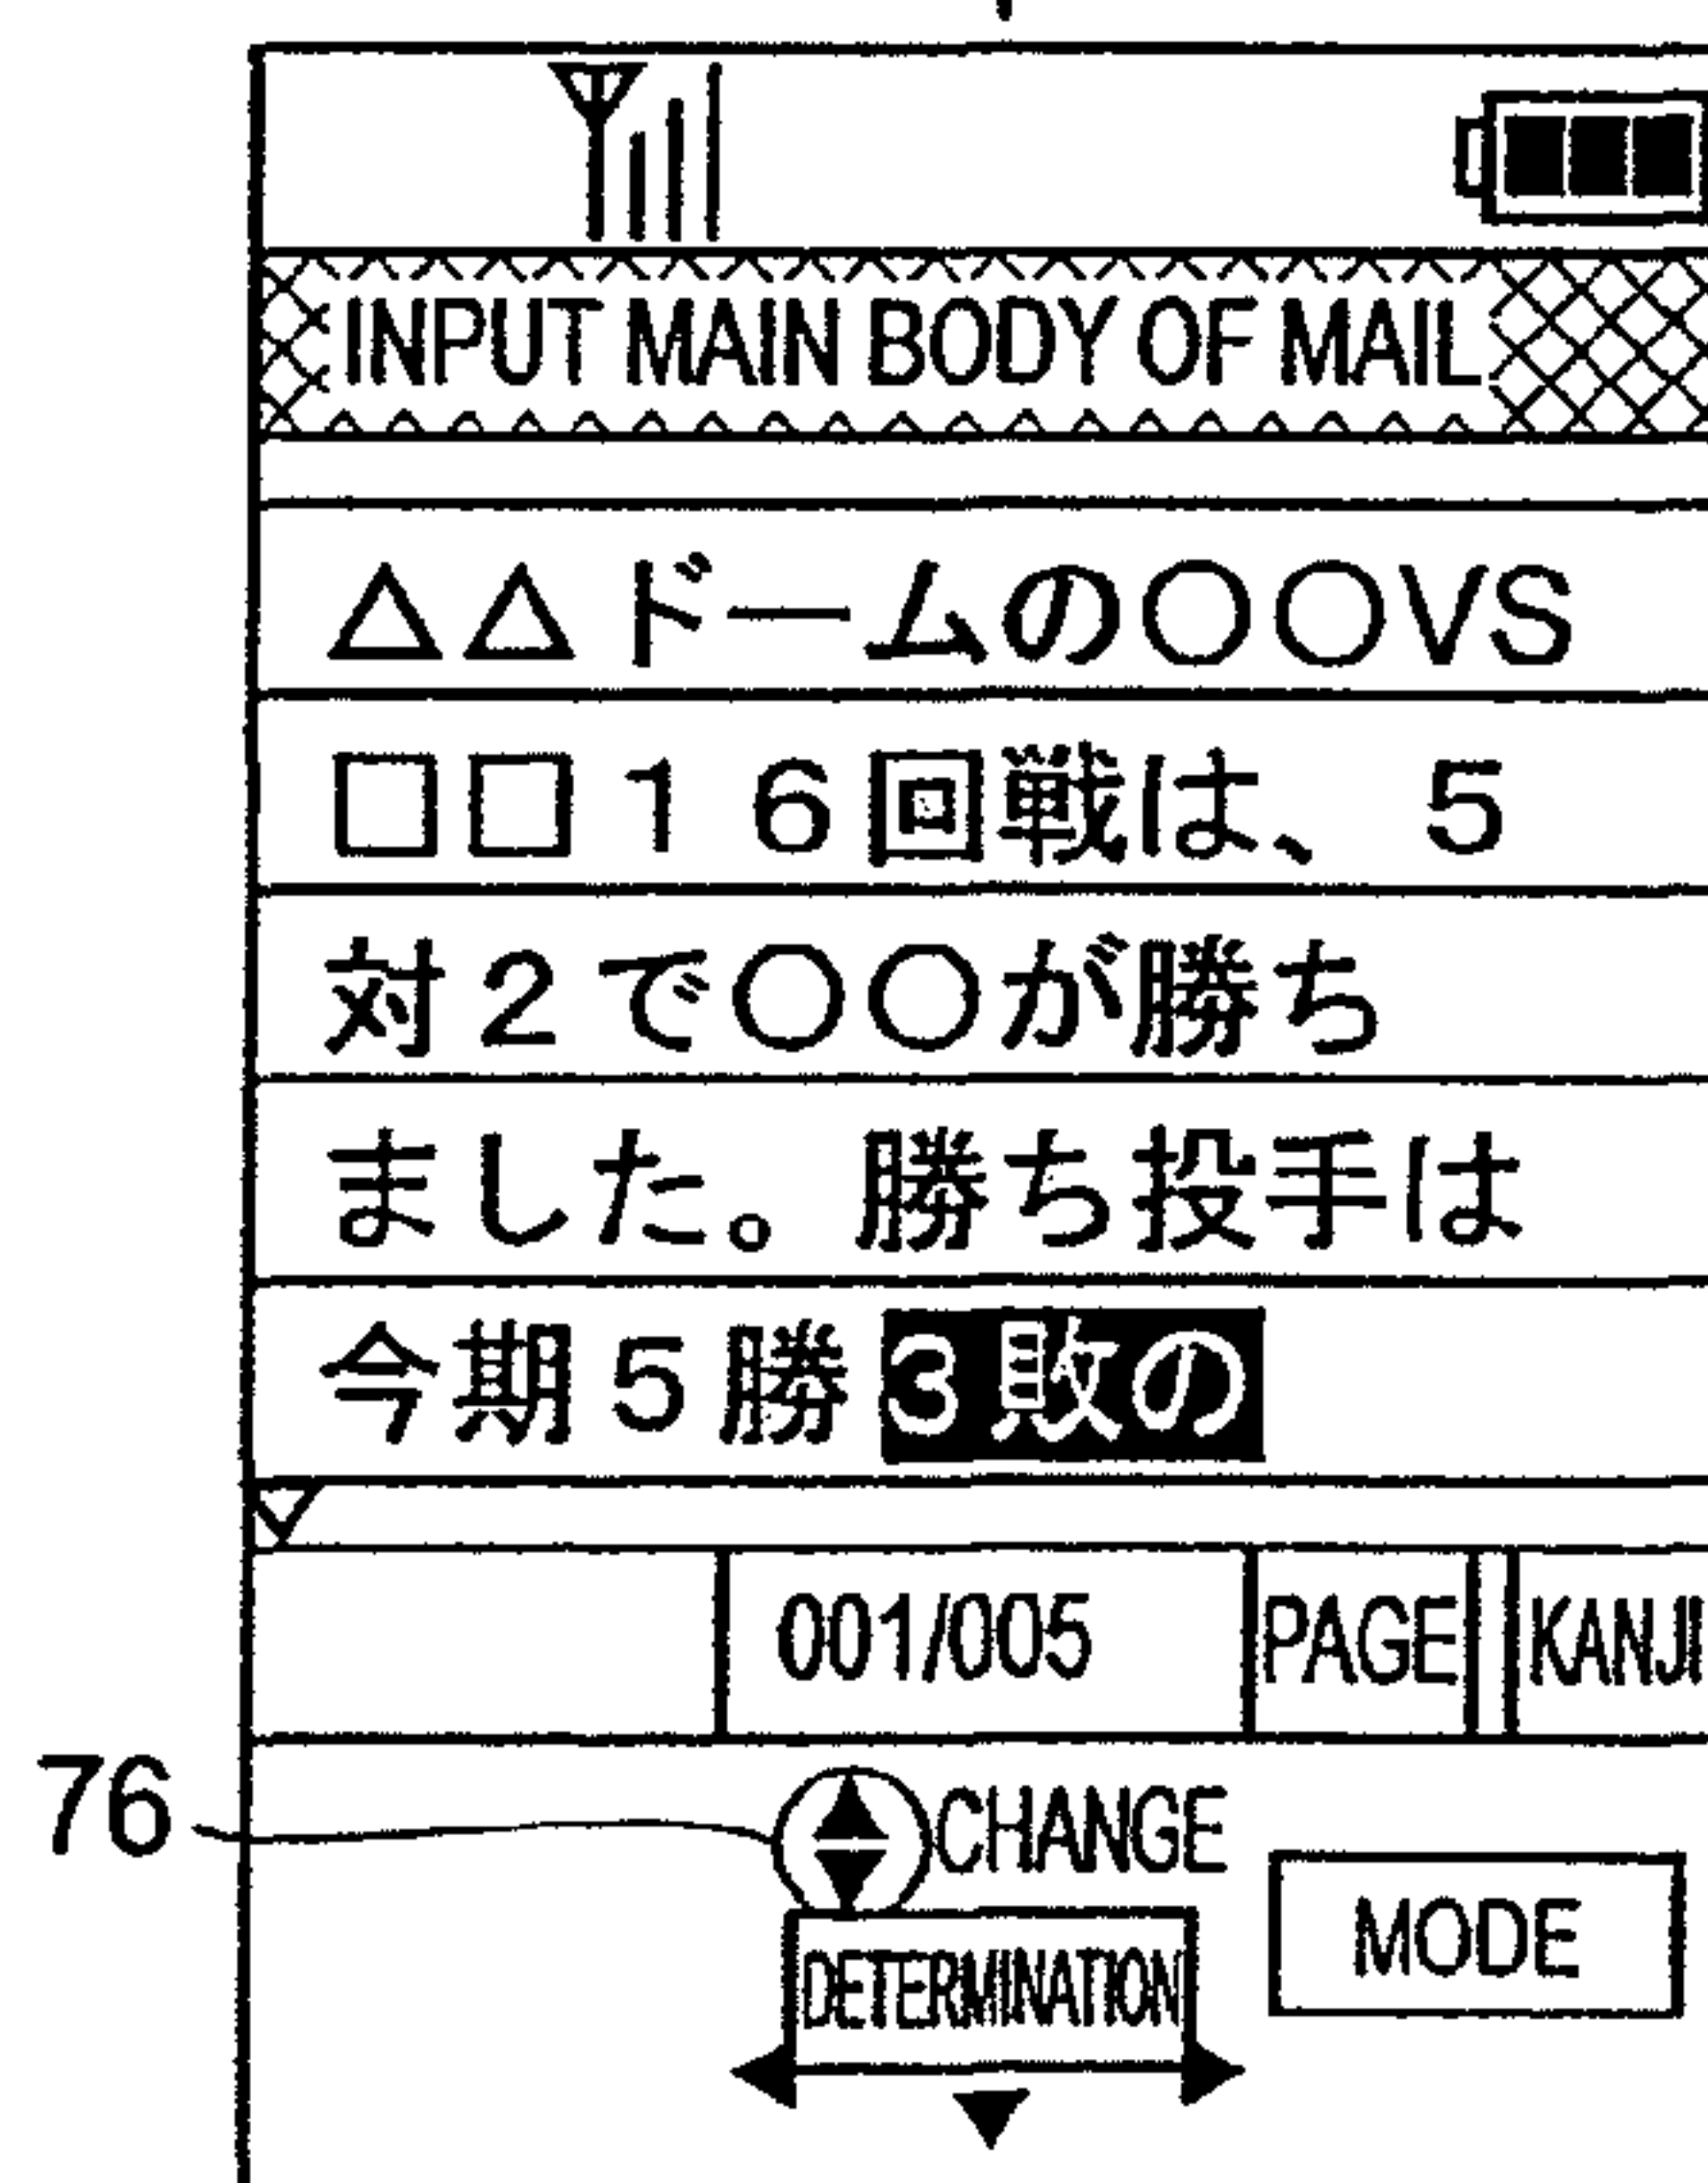 INPUT MAIN BODY OF MAIL
△△ドームの○○VS
□□16回戦は、5
対2で○○が勝ち
ました。勝ち投手は
今期5勝3敗の
001/005 PAGE KANJI
76
CHANGE
MODE
DETERMINATION